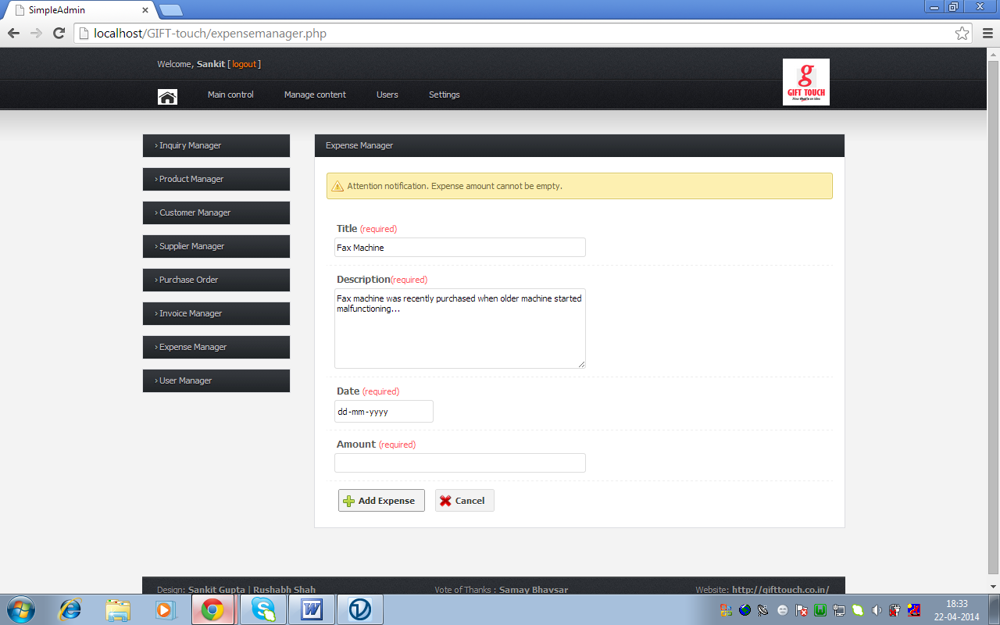 SimpleAdmin
localhost/GIFT-touch/expensemanager.php
Welcome, Sankit [ logout ]
Main control Manage content Users Settings
g
GIFT TOUCH
Now that's an idea
› Inquiry Manager
› Product Manager
› Customer Manager
› Supplier Manager
› Purchase Order
› Invoice Manager
› Expense Manager
› User Manager
Expense Manager
Attention notification. Expense amount cannot be empty.
Title (required)
Fax Machine
Description(required)
Fax machine was recently purchased when older machine started
malfunctioning...
Date (required)
dd-mm-yyyy
Amount (required)
Add Expense Cancel
Design: Sankit Gupta | Rushabh Shah Vote of Thanks : Samay Bhavsar Website: http://gifttouch.co.in/
18:33
22-04-2014